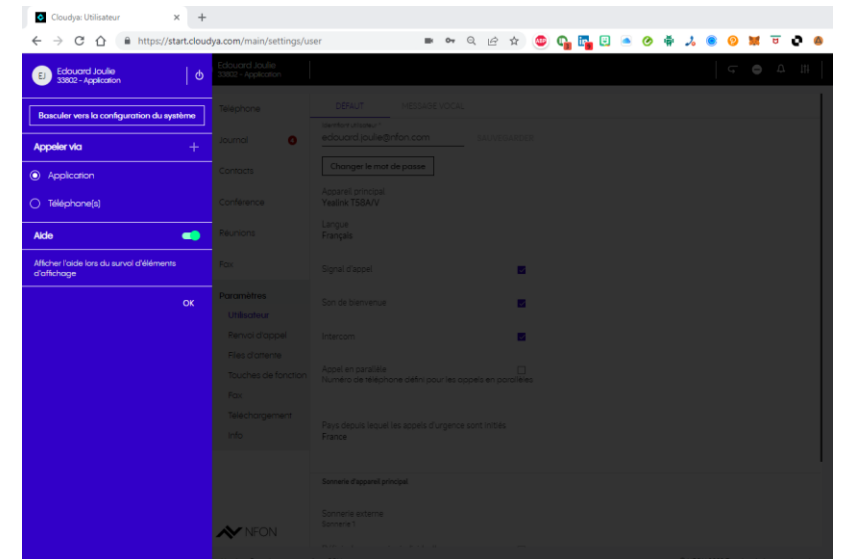 Cloudya: Utilisateur
https://start.cloudya.com/main/settings/user
EJ
Edouard Joulie
33802 - Application
Basculer vers la configuration du système
Appeler via
Application
Téléphone(s)
Aide
Afficher l'aide lors du survol d'éléments
d'affichage
OK
Edouard Joulie
33802 - Application
Téléphone
Journal
Contacts
Conférence
Réunions
Fax
Paramètres
Utilisateur
Renvoi d'appel
Files d'attente
Touches de fonction
Fax
Téléchargement
Info
NFON
DÉFAUT
MESSAGE VOCAL
Identifiant utilisateur *
edouard.joulie@nfon.com
SAUVEGARDER
Changer le mot de passe
Appareil principal
Yealink T58A/V
Langue
Français
Signal d'appel
Son de bienvenue
Intercom
Appel en parallèle
Numéro de téléphone défini pour les appels en parallèles
Pays depuis lequel les appels d'urgence sont initiés
France
Sonnerie d'appareil principal
Sonnerie externe
Sonnerie 1